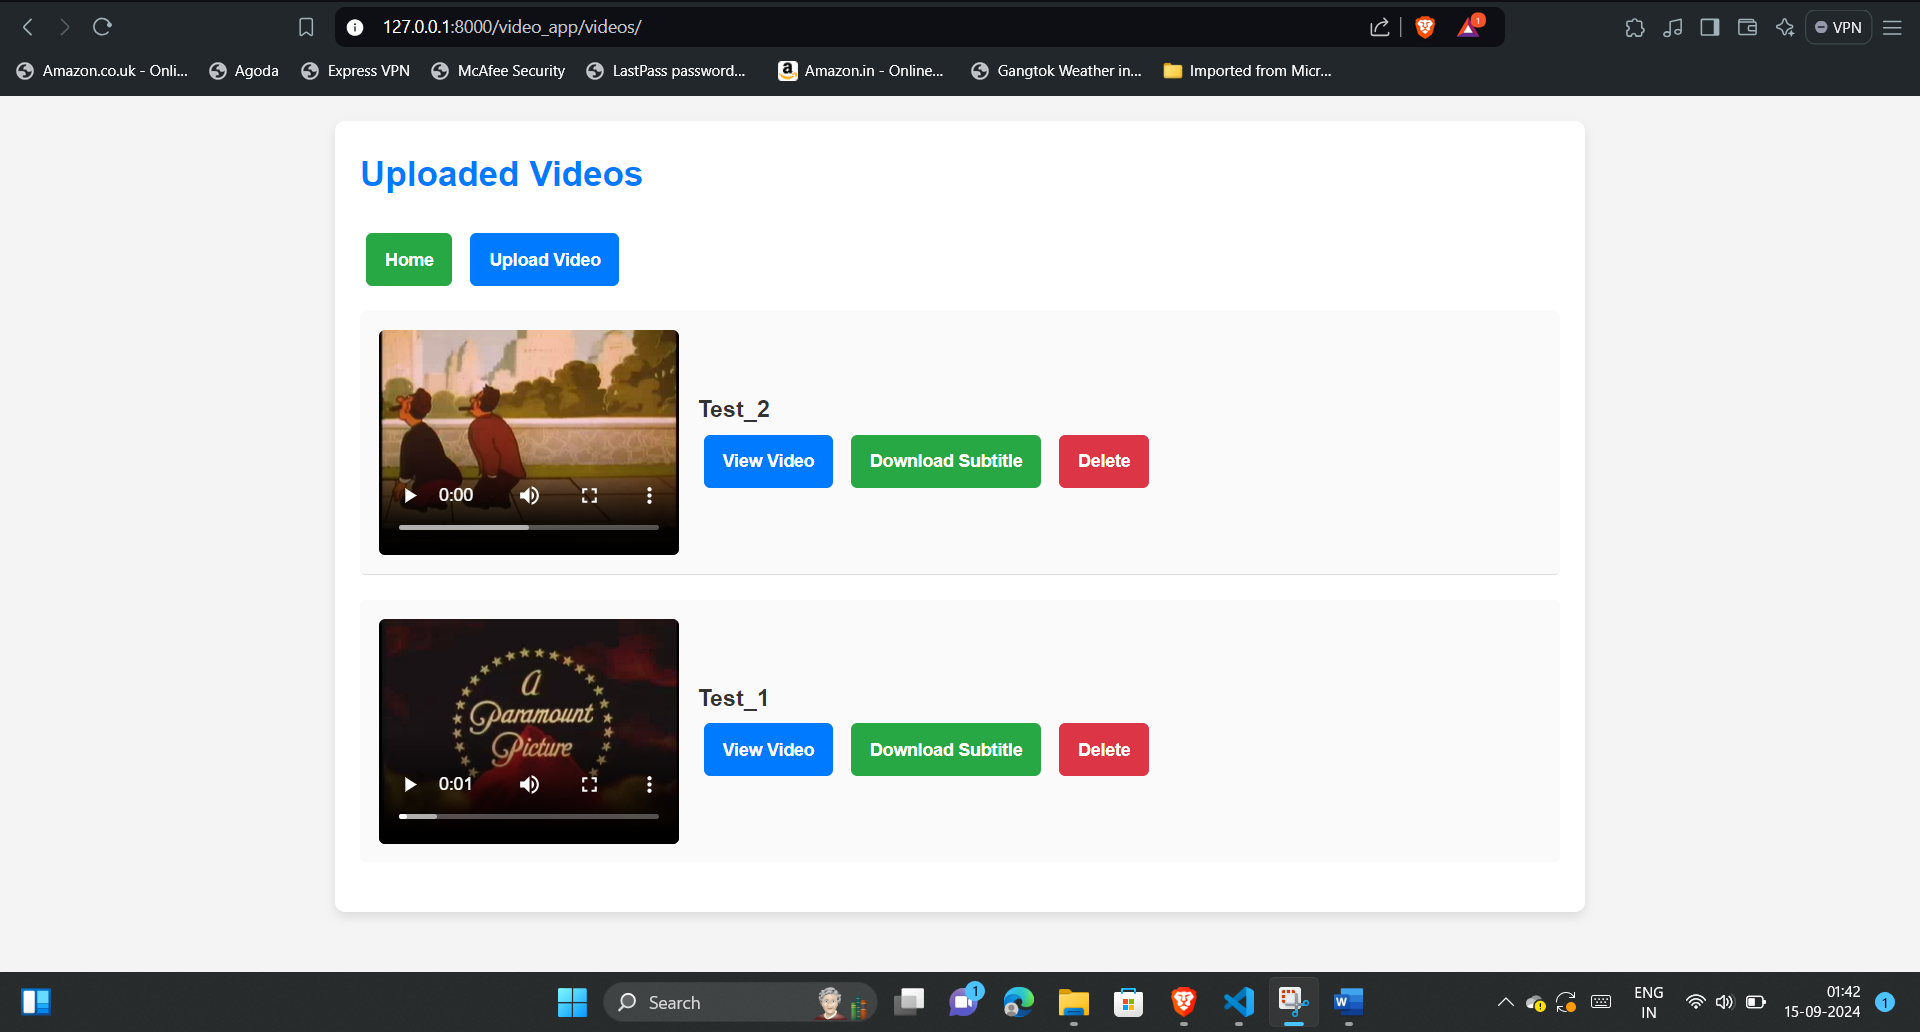 127.0.0.1:8000/video_app/videos/
1
VPN
Amazon.co.uk - Onli... Agoda Express VPN McAfee Security LastPass password... Amazon.in - Online... Gangtok Weather in... Imported from Micr...
Uploaded Videos
Home Upload Video
Test_2
View Video Download Subtitle Delete
0:00
A
Paramount
Picture
Test_1
View Video Download Subtitle Delete
0:01
Search
1
ENG
IN
01:42
15-09-2024
1